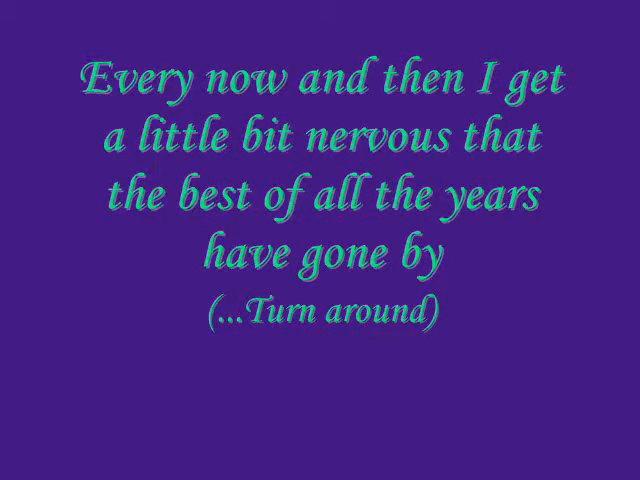 Every now and then I get
a little bit nervous that
the best of all the years
have gone by
(...Turn around)